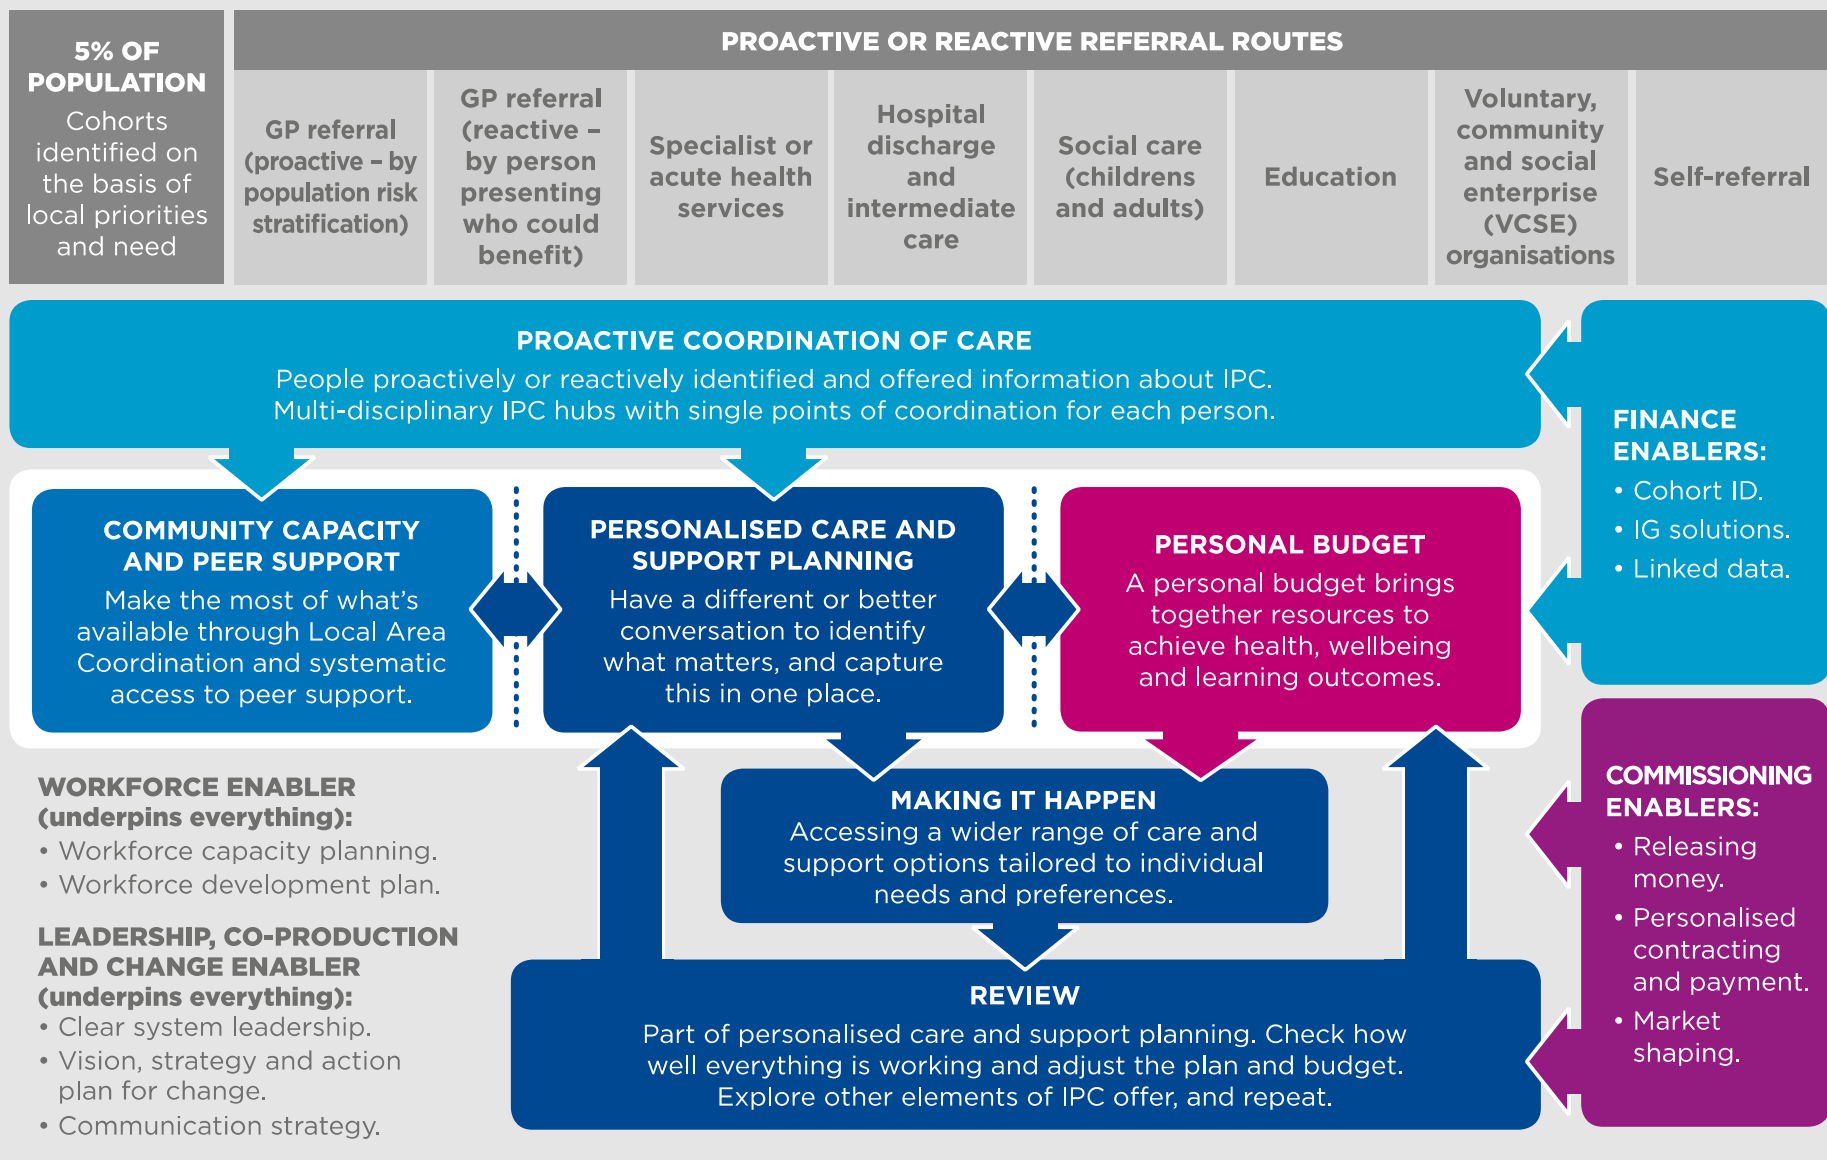 5% OF
POPULATION
Cohorts
identified on
the basis of
local priorities
and need
PROACTIVE OR REACTIVE REFERRAL ROUTES
GP referral
(proactive – by
population risk
stratification)
GP referral
(reactive –
by person
presenting
who could
benefit)
Specialist or
acute health
services
Hospital
discharge
and
intermediate
care
Social care
(childrens
and adults)
Education
Voluntary,
community
and social
enterprise
(VCSE)
organisations
Self-referral
PROACTIVE COORDINATION OF CARE
People proactively or reactively identified and offered information about IPC.
Multi-disciplinary IPC hubs with single points of coordination for each person.
FINANCE
ENABLERS:
• Cohort ID.
• IG solutions.
• Linked data.
COMMUNITY CAPACITY
AND PEER SUPPORT
Make the most of what’s
available through Local Area
Coordination and systematic
access to peer support.
PERSONALISED CARE AND
SUPPORT PLANNING
Have a different or better
conversation to identify
what matters, and capture
this in one place.
PERSONAL BUDGET
A personal budget brings
together resources to
achieve health, wellbeing
and learning outcomes.
COMMISSIONING
ENABLERS:
• Releasing
money.
• Personalised
contracting
and payment.
• Market
shaping.
MAKING IT HAPPEN
Accessing a wider range of care and
support options tailored to individual
needs and preferences.
WORKFORCE ENABLER
(underpins everything):
• Workforce capacity planning.
• Workforce development plan.
LEADERSHIP, CO-PRODUCTION
AND CHANGE ENABLER
(underpins everything):
• Clear system leadership.
• Vision, strategy and action
plan for change.
• Communication strategy.
REVIEW
Part of personalised care and support planning. Check how
well everything is working and adjust the plan and budget.
Explore other elements of IPC offer, and repeat.